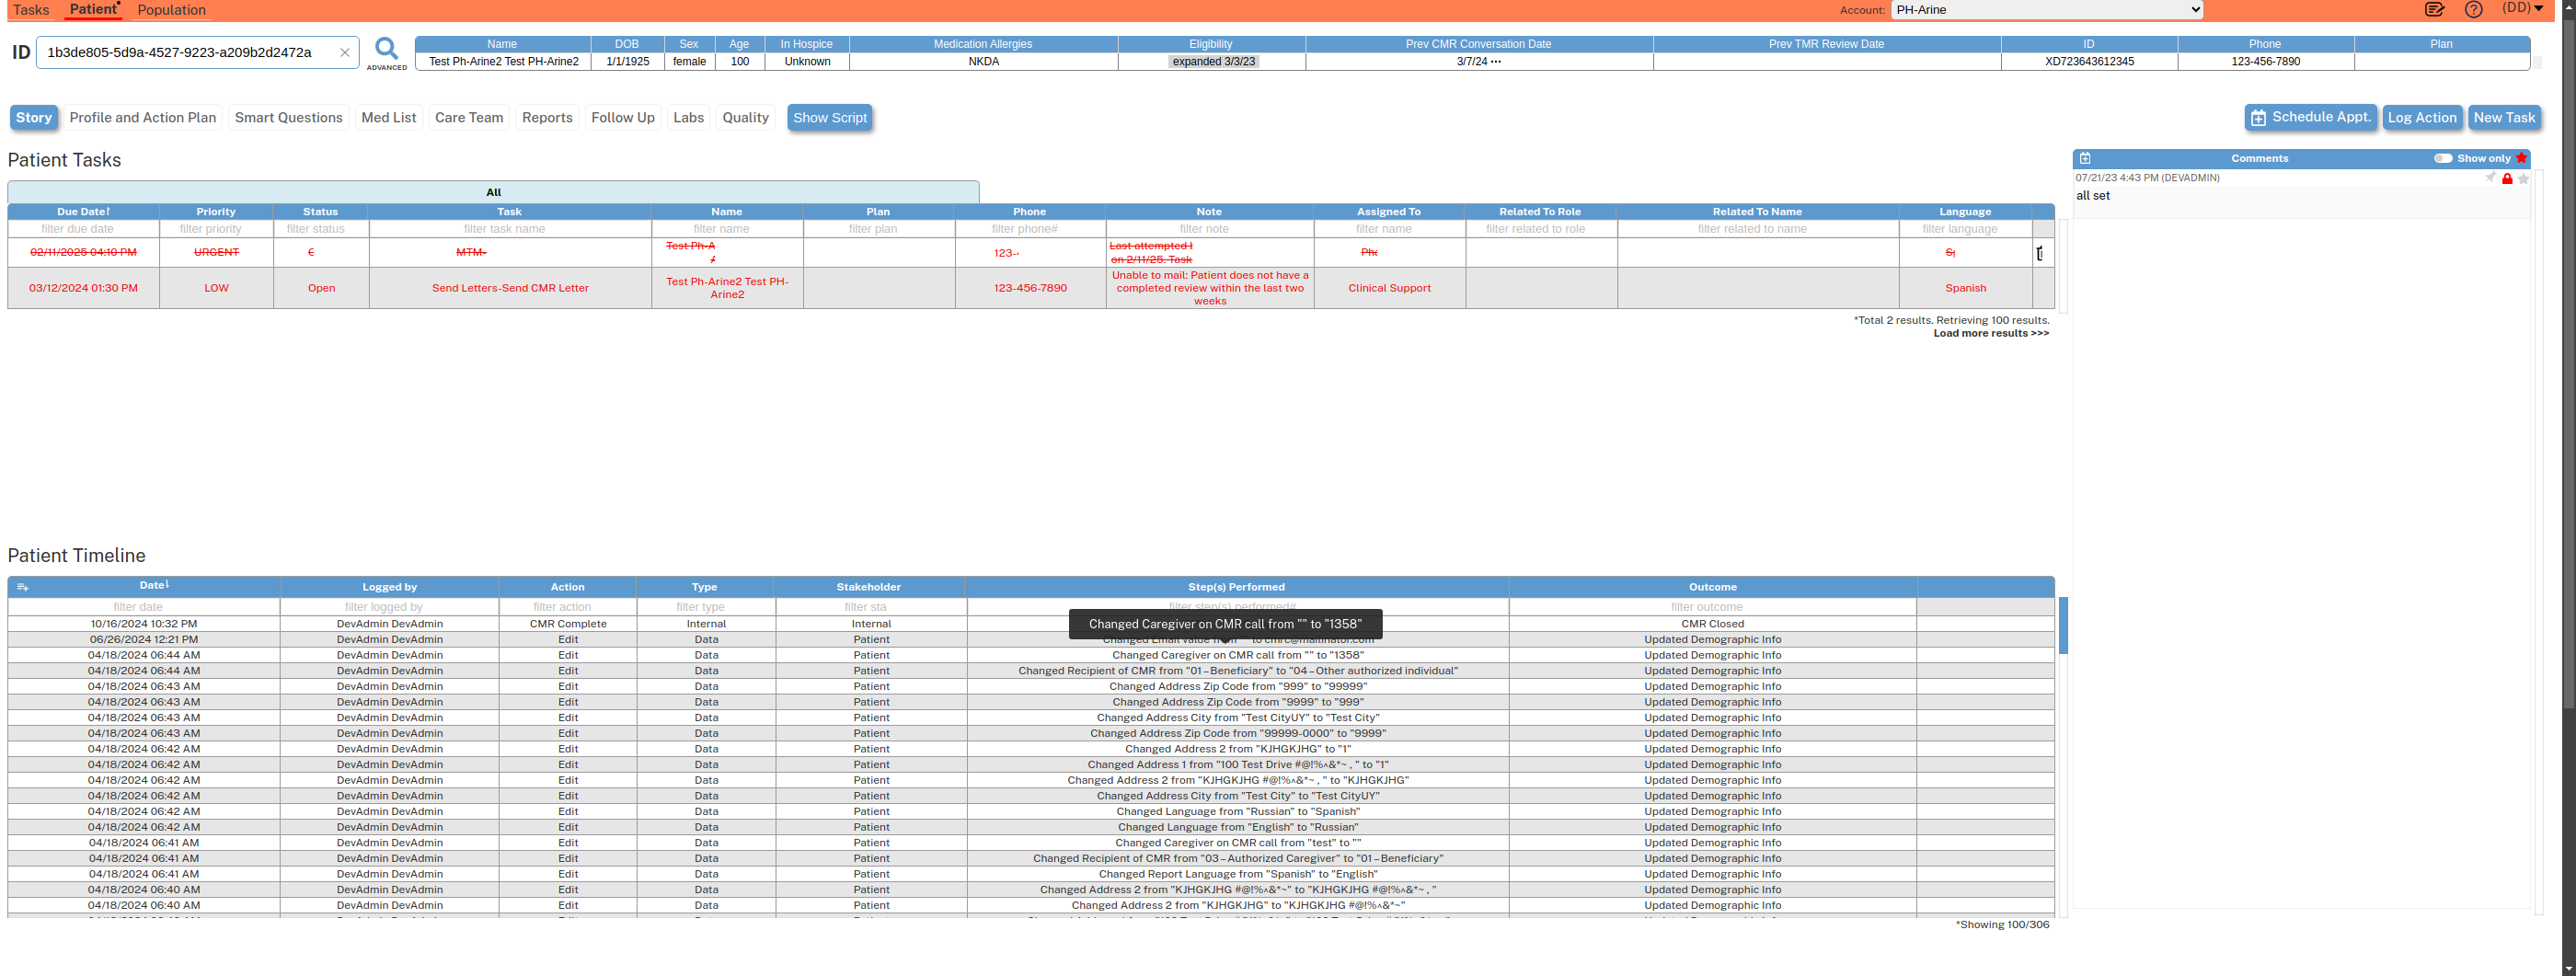 Tasks Patient Population Account: PH-Arine (DD)
ID 1b3de805-5d9a-4527-9223-a209b2d2472a ADVANCED
Name DOB Sex Age In Hospice Medication Allergies Eligibility Prev CMR Conversation Date Prev TMR Review Date ID Phone Plan
Test Ph-Arine2 Test PH-Arine2 1/1/1925 female 100 Unknown NKDA expanded 3/3/23 3/7/24 ••• XD723643612345 123-456-7890
Story Profile and Action Plan Smart Questions Med List Care Team Reports Follow Up Labs Quality Show Script Schedule Appt. Log Action New Task
Patient Tasks
All
Due Date↑ Priority Status Task Name Plan Phone Note Assigned To Related To Role Related To Name Language
filter due date filter priority filter status filter task name filter name filter plan filter phone# filter note filter name filter related to role filter related to name filter language
02/11/2025 04:10 PM URGENT MTM- Test Ph-A 123- Last attempted
on 2/11/25. Task
03/12/2024 01:30 PM LOW Open Send Letters-Send CMR Letter Test Ph-Arine2 Test PH-Arine2 123-456-7890 Unable to mail: Patient does not have a completed review within the last two weeks Clinical Support Spanish
*Total 2 results. Retrieving 100 results.
Load more results >>>
Comments Show only
07/21/23 4:43 PM (DEVADMIN)
all set
Patient Timeline
Date↓ Logged by Action Type Stakeholder Step(s) Performed Outcome
filter date filter logged by filter action filter type filter sta filter step(s) performed# filter outcome
Changed Caregiver on CMR call from "" to "1358"
10/16/2024 10:32 PM DevAdmin DevAdmin CMR Complete Internal Internal CMR Closed
06/26/2024 12:21 PM DevAdmin DevAdmin Edit Data Patient Changed Email value from "" to cmrc@mailinator.com Updated Demographic Info
04/18/2024 06:44 AM DevAdmin DevAdmin Edit Data Patient Changed Caregiver on CMR call from "" to "1358" Updated Demographic Info
04/18/2024 06:44 AM DevAdmin DevAdmin Edit Data Patient Changed Recipient of CMR from "01–Beneficiary" to "04–Other authorized individual" Updated Demographic Info
04/18/2024 06:43 AM DevAdmin DevAdmin Edit Data Patient Changed Address Zip Code from "999" to "99999" Updated Demographic Info
04/18/2024 06:43 AM DevAdmin DevAdmin Edit Data Patient Changed Address Zip Code from "9999" to "999" Updated Demographic Info
04/18/2024 06:43 AM DevAdmin DevAdmin Edit Data Patient Changed Address City from "Test CityUY" to "Test City" Updated Demographic Info
04/18/2024 06:43 AM DevAdmin DevAdmin Edit Data Patient Changed Address Zip Code from "99999-0000" to "9999" Updated Demographic Info
04/18/2024 06:42 AM DevAdmin DevAdmin Edit Data Patient Changed Address 2 from "KJHGKJHG" to "1" Updated Demographic Info
04/18/2024 06:42 AM DevAdmin DevAdmin Edit Data Patient Changed Address 1 from "100 Test Drive #@!%^&*~ , " to "1" Updated Demographic Info
04/18/2024 06:42 AM DevAdmin DevAdmin Edit Data Patient Changed Address 2 from "KJHGKJHG #@!%^&*~ , " to "KJHGKJHG" Updated Demographic Info
04/18/2024 06:42 AM DevAdmin DevAdmin Edit Data Patient Changed Address City from "Test City" to "Test CityUY" Updated Demographic Info
04/18/2024 06:42 AM DevAdmin DevAdmin Edit Data Patient Changed Language from "Russian" to "Spanish" Updated Demographic Info
04/18/2024 06:42 AM DevAdmin DevAdmin Edit Data Patient Changed Language from "English" to "Russian" Updated Demographic Info
04/18/2024 06:41 AM DevAdmin DevAdmin Edit Data Patient Changed Caregiver on CMR call from "test" to "" Updated Demographic Info
04/18/2024 06:41 AM DevAdmin DevAdmin Edit Data Patient Changed Recipient of CMR from "03–Authorized Caregiver" to "01–Beneficiary" Updated Demographic Info
04/18/2024 06:41 AM DevAdmin DevAdmin Edit Data Patient Changed Report Language from "Spanish" to "English" Updated Demographic Info
04/18/2024 06:40 AM DevAdmin DevAdmin Edit Data Patient Changed Address 2 from "KJHGKJHG #@!%^&*~" to "KJHGKJHG #@!%^&*~ , " Updated Demographic Info
04/18/2024 06:40 AM DevAdmin DevAdmin Edit Data Patient Changed Address 2 from "KJHGKJHG" to "KJHGKJHG #@!%^&*~" Updated Demographic Info
*Showing 100/306